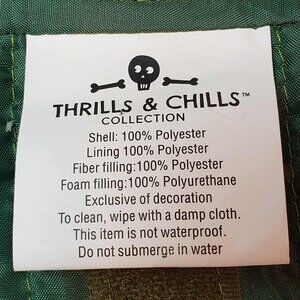 THRILLS & CHILLS™
COLLECTION
Shell: 100% Polyester
Lining 100% Polyester
Fiber filling:100% Polyester
Foam filling:100% Polyurethane
Exclusive of decoration
To clean, wipe with a damp cloth.
This item is not waterproof.
Do not submerge in water